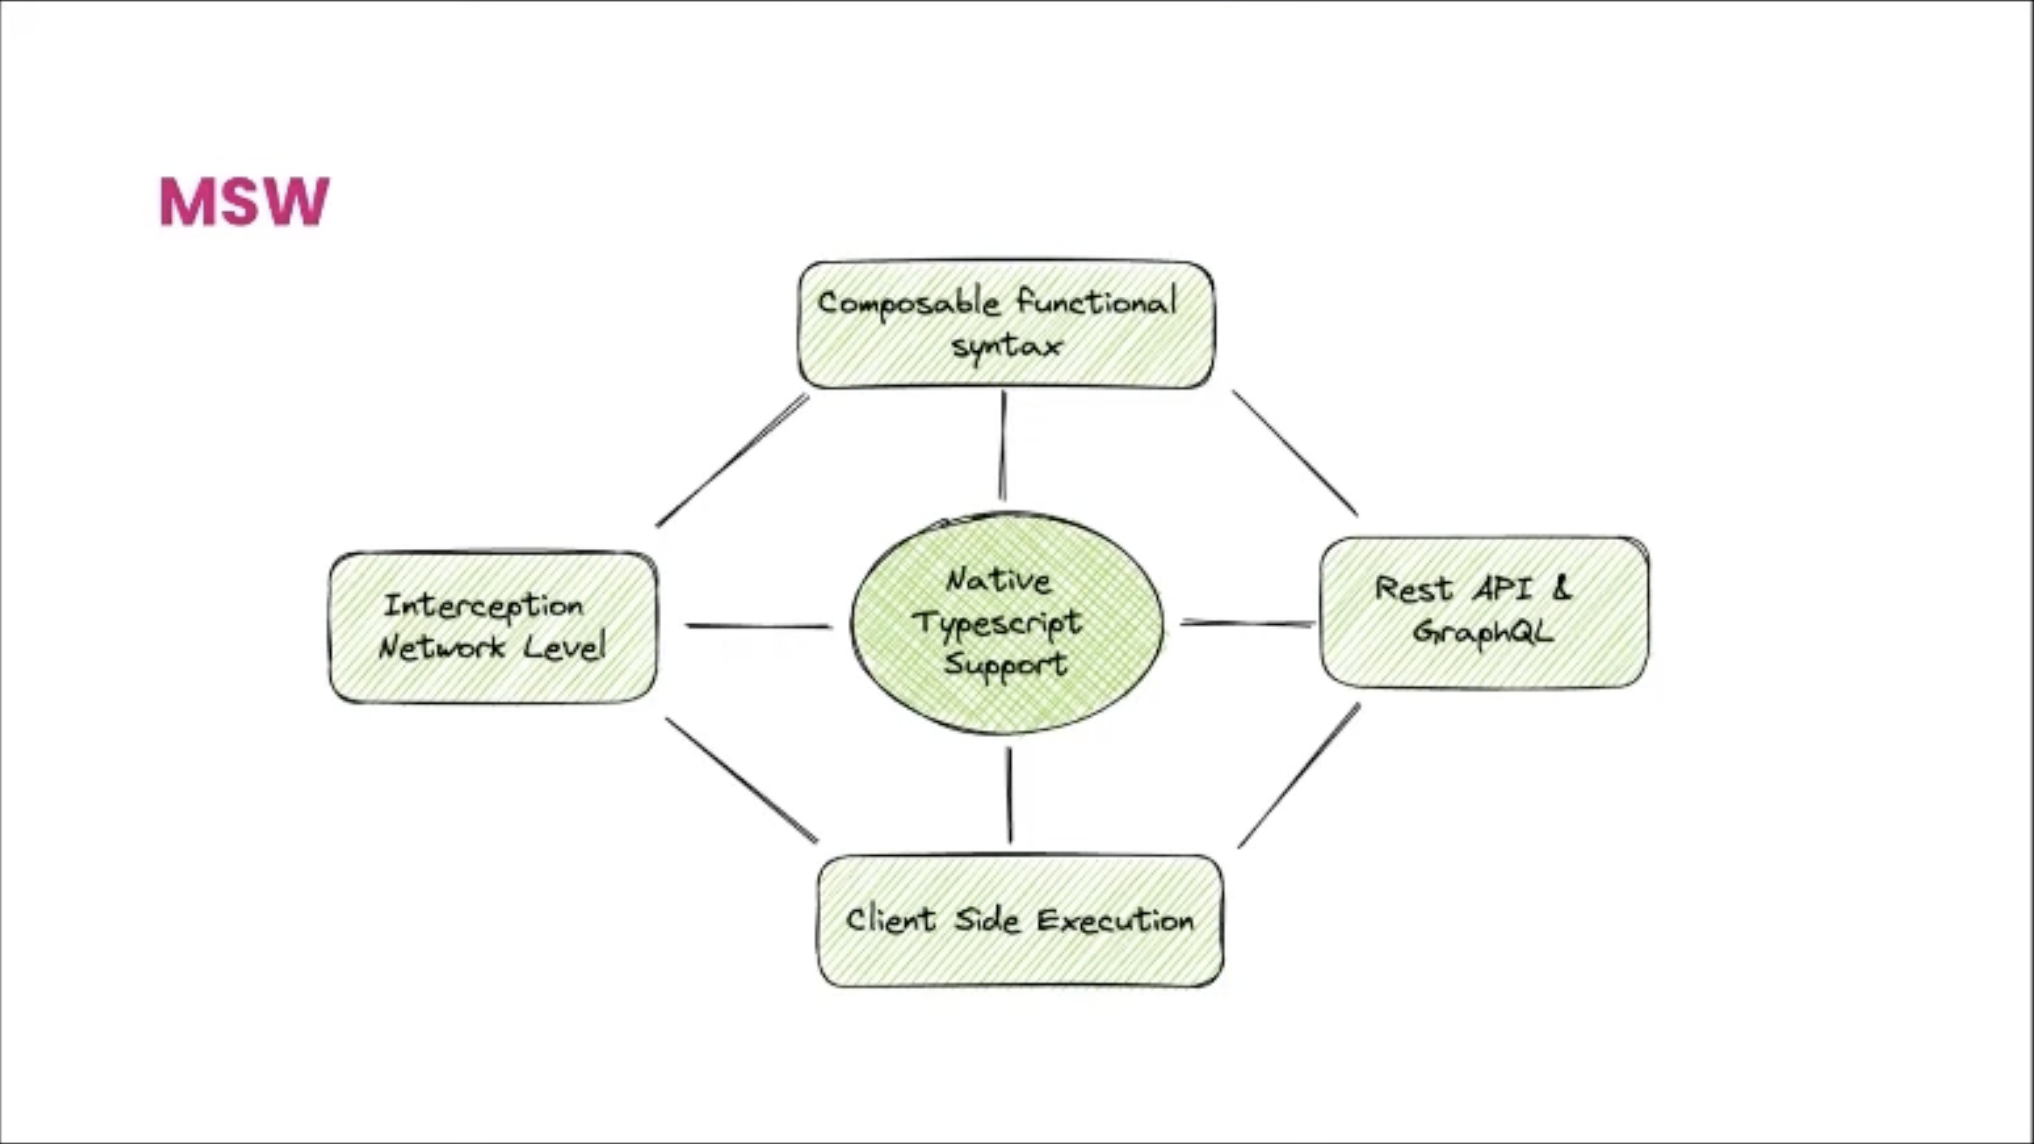 MSW
Composable functional
syntax
Interception
Network Level
Native
Typescript
Support
Rest API &
GraphQL
Client Side Execution